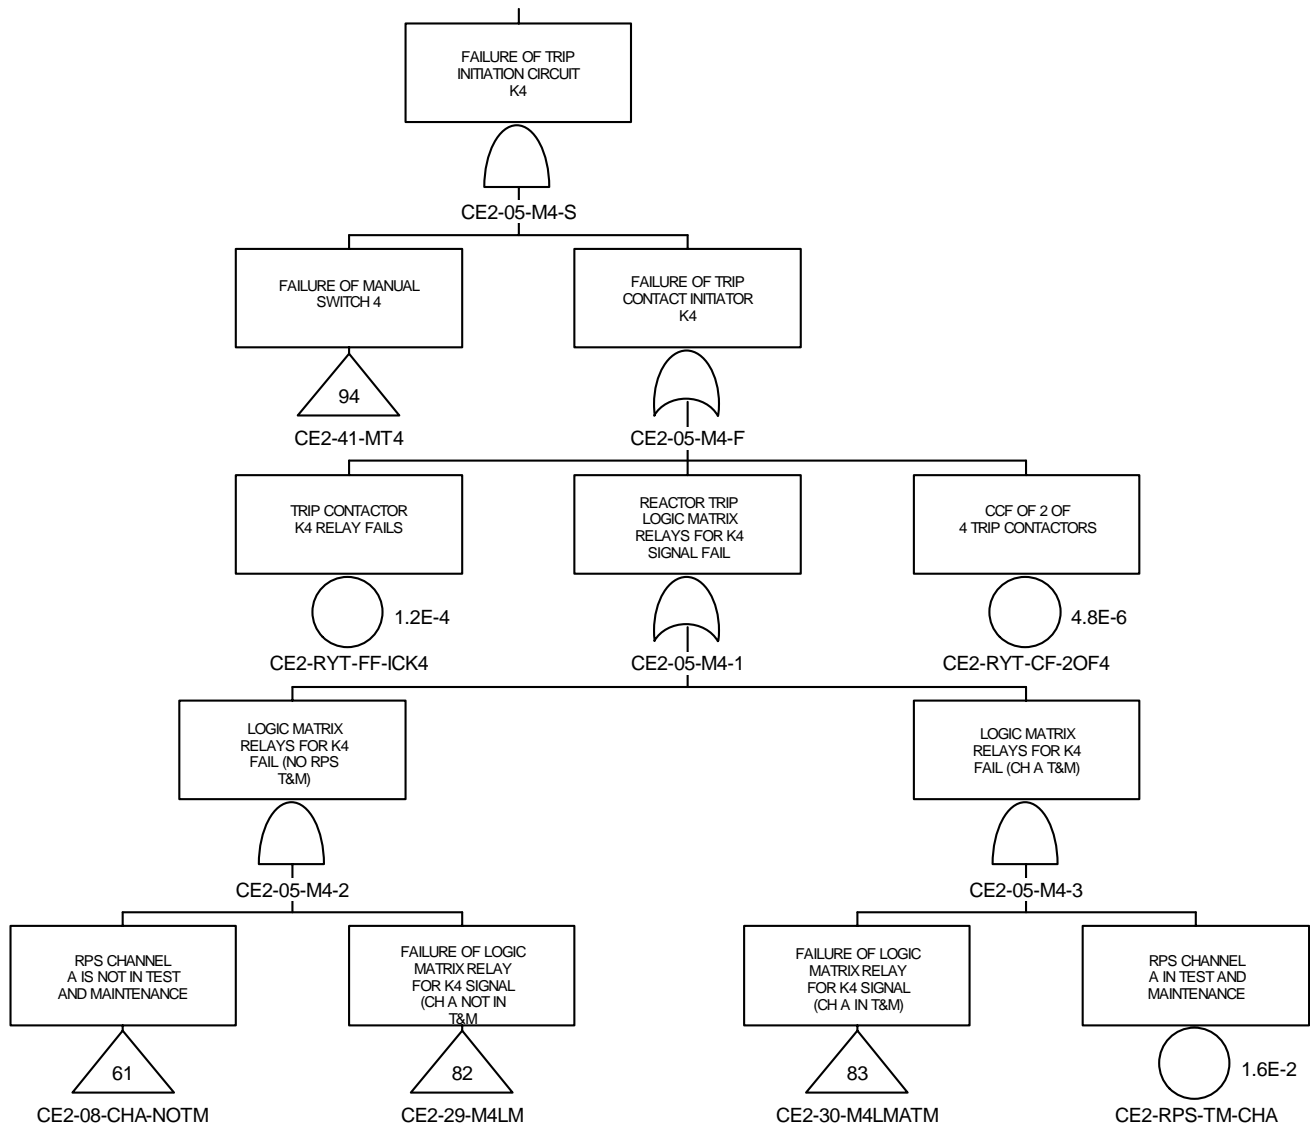 FAILURE OF TRIP
INITIATION CIRCUIT
K4
CE2-05-M4-S
FAILURE OF MANUAL
SWITCH 4
FAILURE OF TRIP
CONTACT INITIATOR
K4
94
CE2-41-MT4
CE2-05-M4-F
TRIP CONTACTOR
K4 RELAY FAILS
REACTOR TRIP
LOGIC MATRIX
RELAYS FOR K4
SIGNAL FAIL
CCF OF 2 OF
4 TRIP CONTACTORS
1.2E-4
4.8E-6
CE2-RYT-FF-ICK4
CE2-05-M4-1
CE2-RYT-CF-2OF4
LOGIC MATRIX
RELAYS FOR K4
FAIL (NO RPS
T&M)
LOGIC MATRIX
RELAYS FOR K4
FAIL (CH A T&M)
CE2-05-M4-2
CE2-05-M4-3
RPS CHANNEL
A IS NOT IN TEST
AND MAINTENANCE
FAILURE OF LOGIC
MATRIX RELAY
FOR K4 SIGNAL
(CH A NOT IN
T&M
FAILURE OF LOGIC
MATRIX RELAY
FOR K4 SIGNAL
(CH A IN T&M)
RPS CHANNEL
A IN TEST AND
MAINTENANCE
61
82
83
1.6E-2
CE2-08-CHA-NOTM
CE2-29-M4LM
CE2-30-M4LMATM
CE2-RPS-TM-CHA